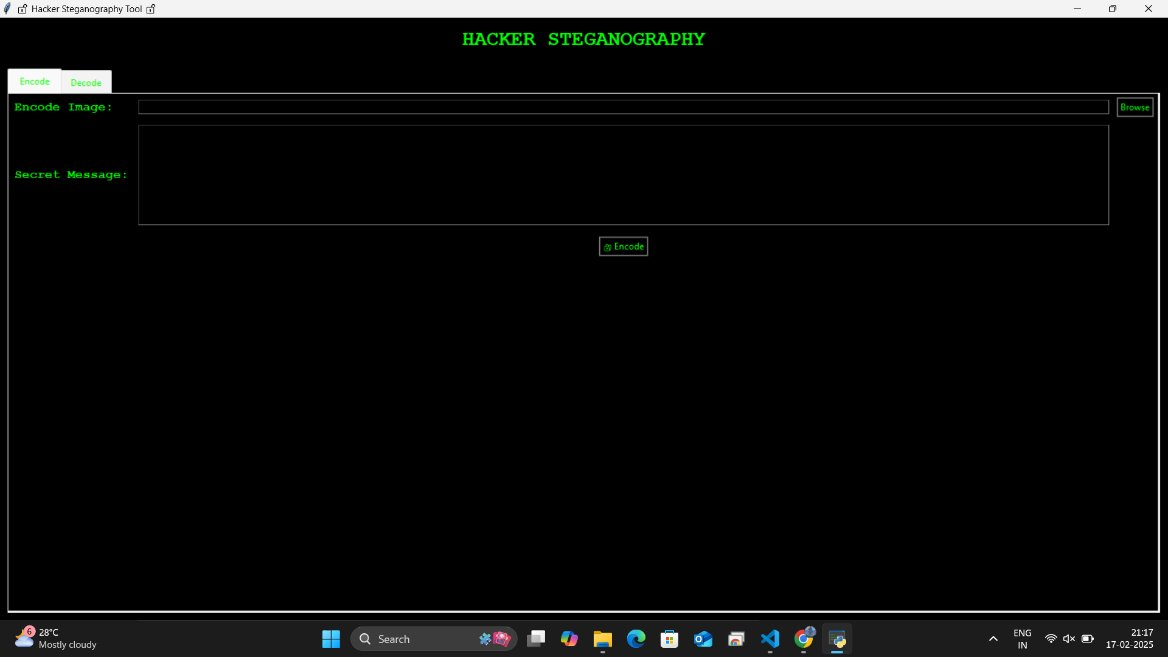 Hacker Steganography Tool
HACKER STEGANOGRAPHY
Encode Decode
Encode Image: Browse
Secret Message:
Encode
6 28°C
Mostly cloudy
Search
ENG
IN
21:17
17-02-2025